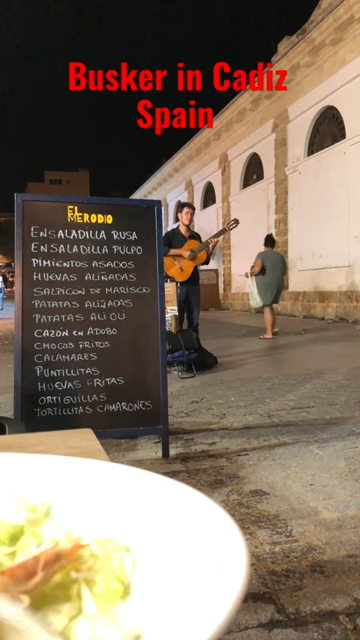 Busker in Cadiz
Spain
EL
MERODIO
ENSALADILLA RUSA
ENSALADILLA PULPO
PIMIENTOS ASADOS
HUEVAS ALIÑADAS
SALPICÓN DE MARISCO
PATATAS ALIÑADAS
PATATAS ALI OLI
CAZÓN EN ADOBO
CHOCOS FRITOS
CALAMARES
PUNTILLITAS
HUEVAS FRITAS
ORTIGUILLAS
TORTILLITAS CAMARONES